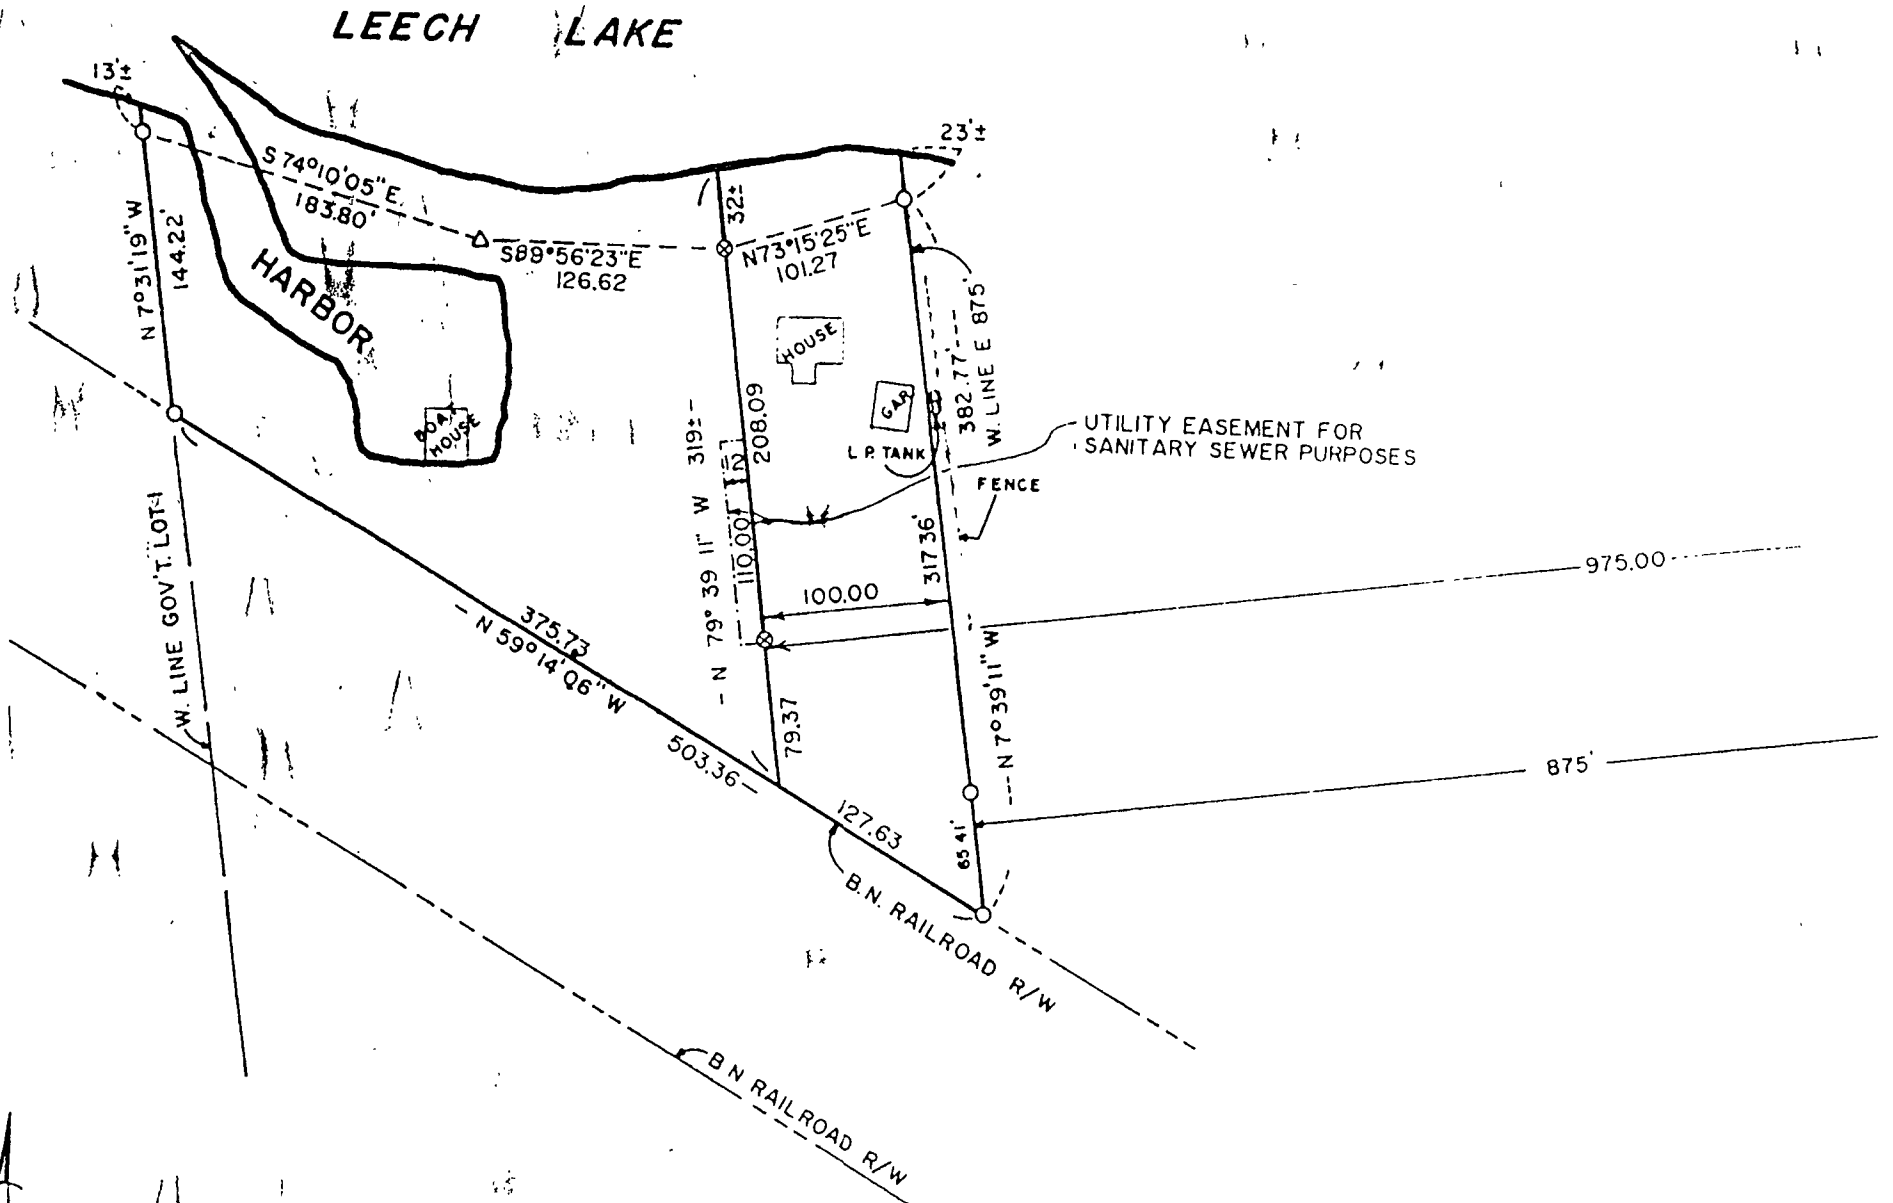 LEECH LAKE
13'±
23'±
S 74°10'05" E
183.80'
32±
N 7°31'19" W
144.22'
S89°56'23"E
126.62
N73°15'25"E
101.27
HARBOR
HOUSE
GAR
BOAT
HOUSE
L.P. TANK
382.77'
W. LINE E 875'
UTILITY EASEMENT FOR
SANITARY SEWER PURPOSES
FENCE
N 79° 39 11" W 319±
208.09
12
110.00
317.36'
100.00
975.00
W. LINE GOV'T. LOT 1
375.73
N 59°14'06" W
503.36
79.37
N 7°39'11" W
875'
127.63
65.41'
B.N. RAILROAD R/W
B N RAILROAD R/W